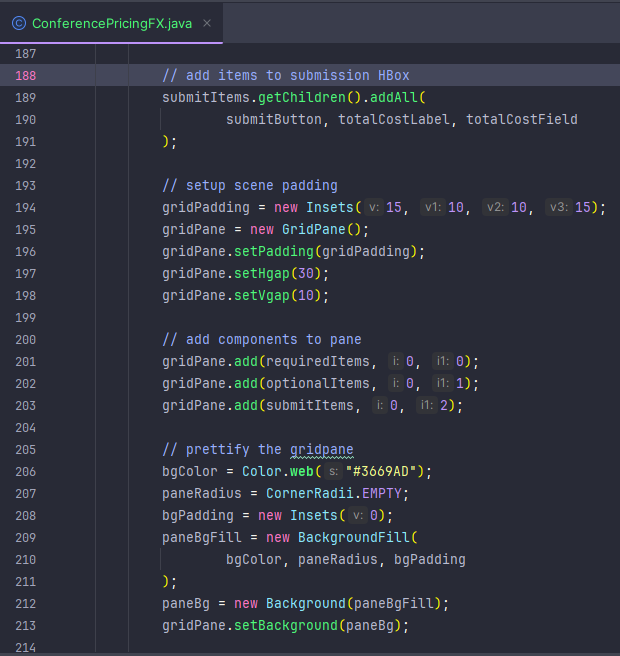 C ConferencePricingFX.java ×
187
188 // add items to submission HBox
189 submitItems.getChildren().addAll(
190 submitButton, totalCostLabel, totalCostField
191 );
192
193 // setup scene padding
194 gridPadding = new Insets( v: 15, v1: 10, v2: 10, v3: 15);
195 gridPane = new GridPane();
196 gridPane.setPadding(gridPadding);
197 gridPane.setHgap(30);
198 gridPane.setVgap(10);
199
200 // add components to pane
201 gridPane.add(requiredItems, i: 0, i1: 0);
202 gridPane.add(optionalItems, i: 0, i1: 1);
203 gridPane.add(submitItems, i: 0, i1: 2);
204
205 // prettify the gridpane
206 bgColor = Color.web( s: "#3669AD");
207 paneRadius = CornerRadii.EMPTY;
208 bgPadding = new Insets( v: 0);
209 paneBgFill = new BackgroundFill(
210 bgColor, paneRadius, bgPadding
211 );
212 paneBg = new Background(paneBgFill);
213 gridPane.setBackground(paneBg);
214